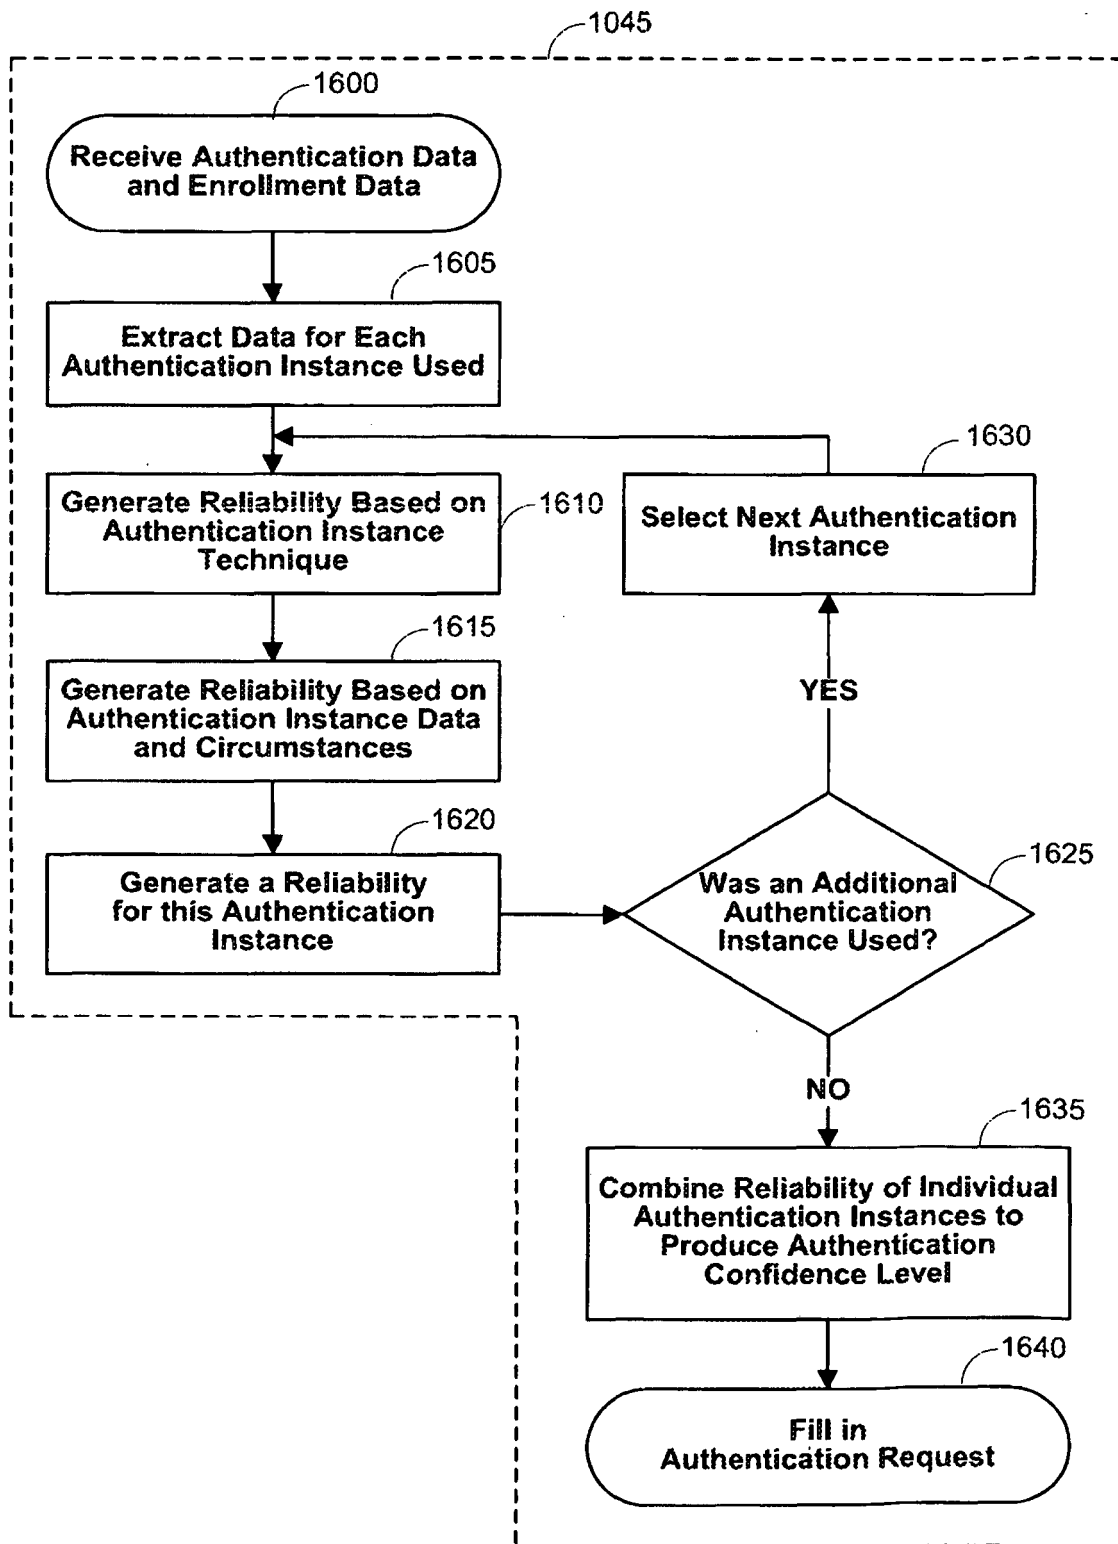 1045
1600
Receive Authentication Data
and Enrollment Data
1605
Extract Data for Each
Authentication Instance Used
1610
Generate Reliability Based on
Authentication Instance
Technique
1615
Generate Reliability Based on
Authentication Instance Data
and Circumstances
1620
Generate a Reliability
for this Authentication
Instance
1630
Select Next Authentication
Instance
YES
1625
Was an Additional
Authentication
Instance Used?
NO
1635
Combine Reliability of Individual
Authentication Instances to
Produce Authentication
Confidence Level
1640
Fill in
Authentication Request